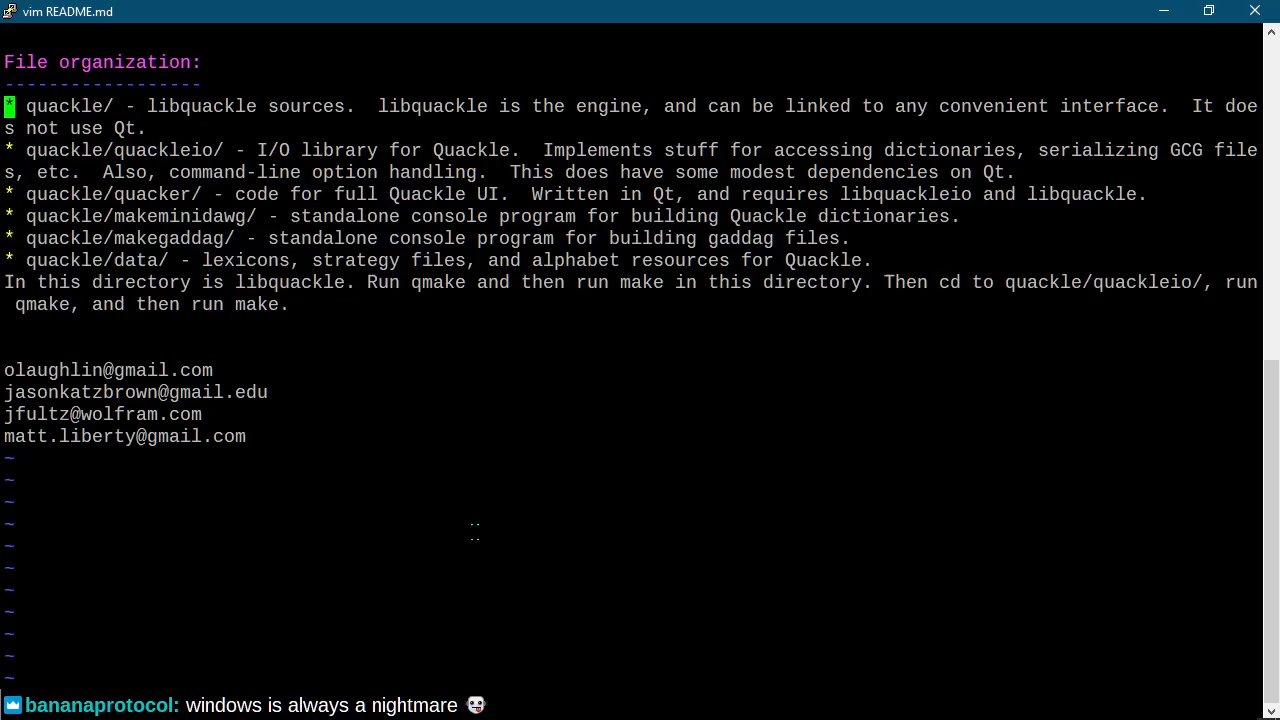 vim README.md
File organization:
------------------
* quackle/ - libquackle sources.  libquackle is the engine, and can be linked to any convenient interface.  It doe
s not use Qt.
* quackle/quackleio/ - I/O library for Quackle.  Implements stuff for accessing dictionaries, serializing GCG file
s, etc.  Also, command-line option handling.  This does have some modest dependencies on Qt.
* quackle/quacker/ - code for full Quackle UI.  Written in Qt, and requires libquackleio and libquackle.
* quackle/makeminidawg/ - standalone console program for building Quackle dictionaries.
* quackle/makegaddag/ - standalone console program for building gaddag files.
* quackle/data/ - lexicons, strategy files, and alphabet resources for Quackle.
In this directory is libquackle. Run qmake and then run make in this directory. Then cd to quackle/quackleio/, run
 qmake, and then run make.
olaughlin@gmail.com
jasonkatzbrown@gmail.edu
jfultz@wolfram.com
matt.liberty@gmail.com
~
~
~
~
~
~
~
~
~
~
~
bananaprotocol: windows is always a nightmare 👻